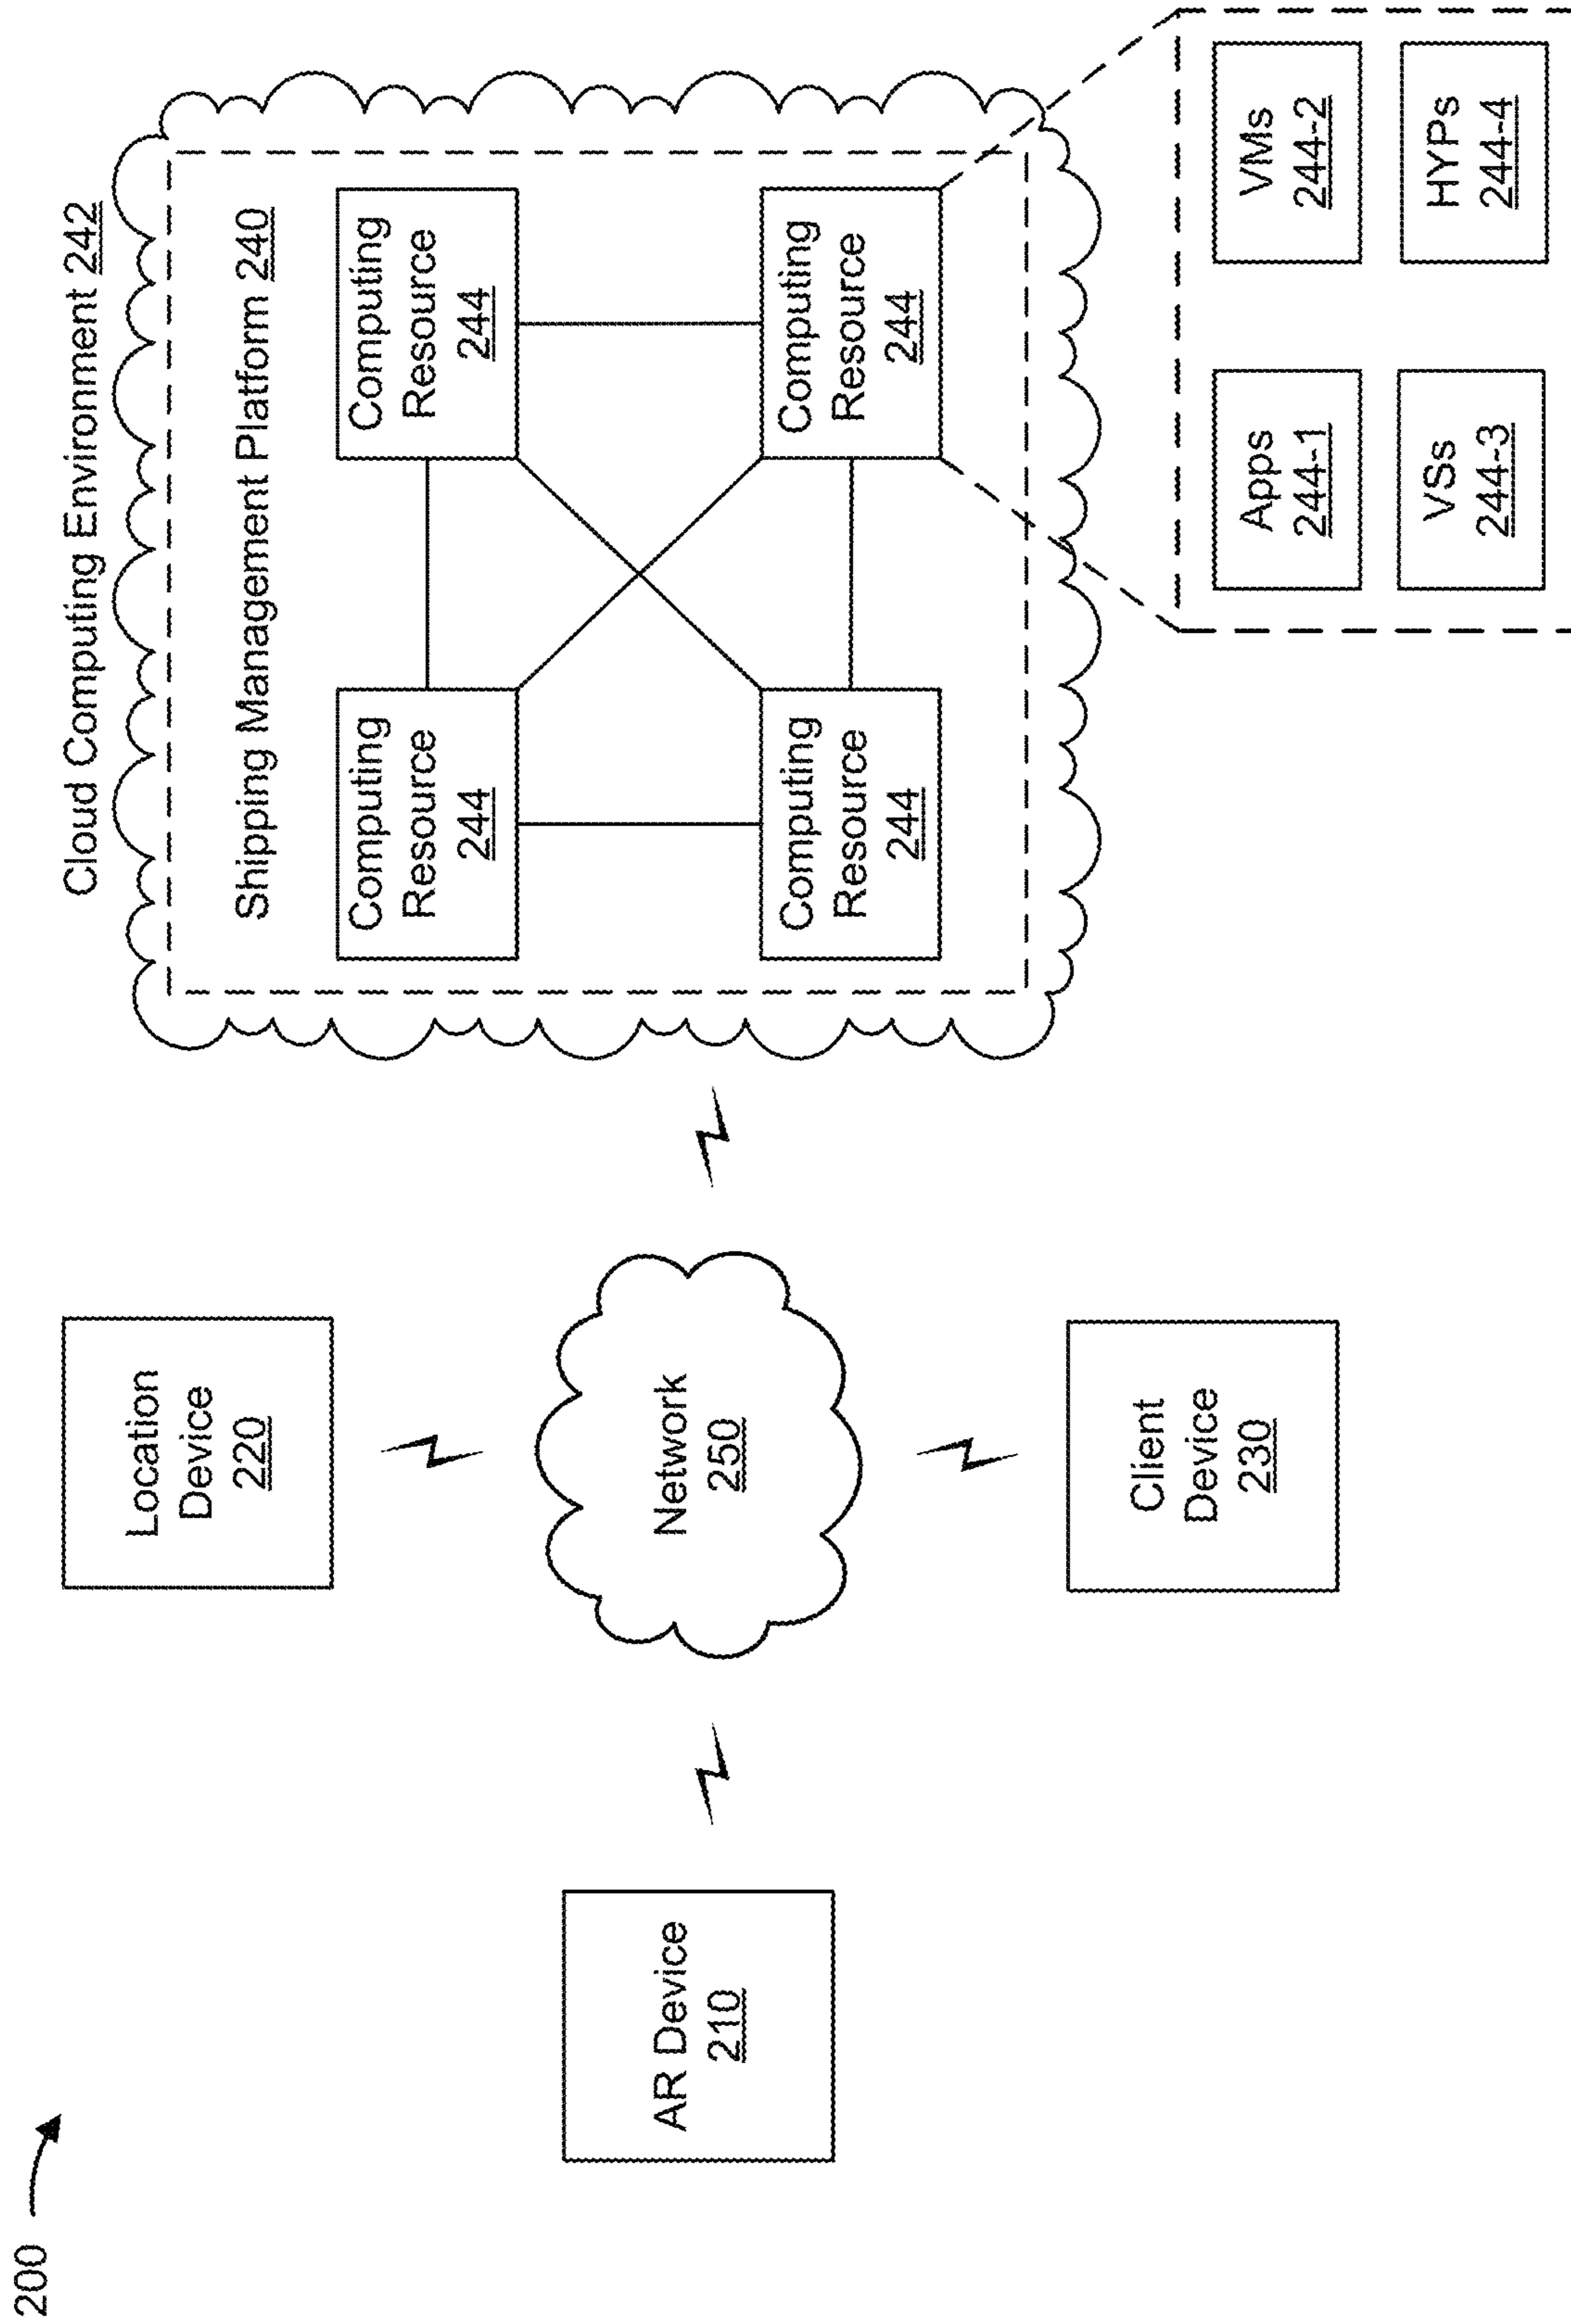 200
Cloud Computing Environment 242
Shipping Management Platform 240
Computing
Resource
244
Computing
Resource
244
Computing
Resource
244
Computing
Resource
244
Location
Device
220
AR Device
210
Network
250
Client
Device
230
Apps
244-1
VMs
244-2
VSs
244-3
HYPs
244-4